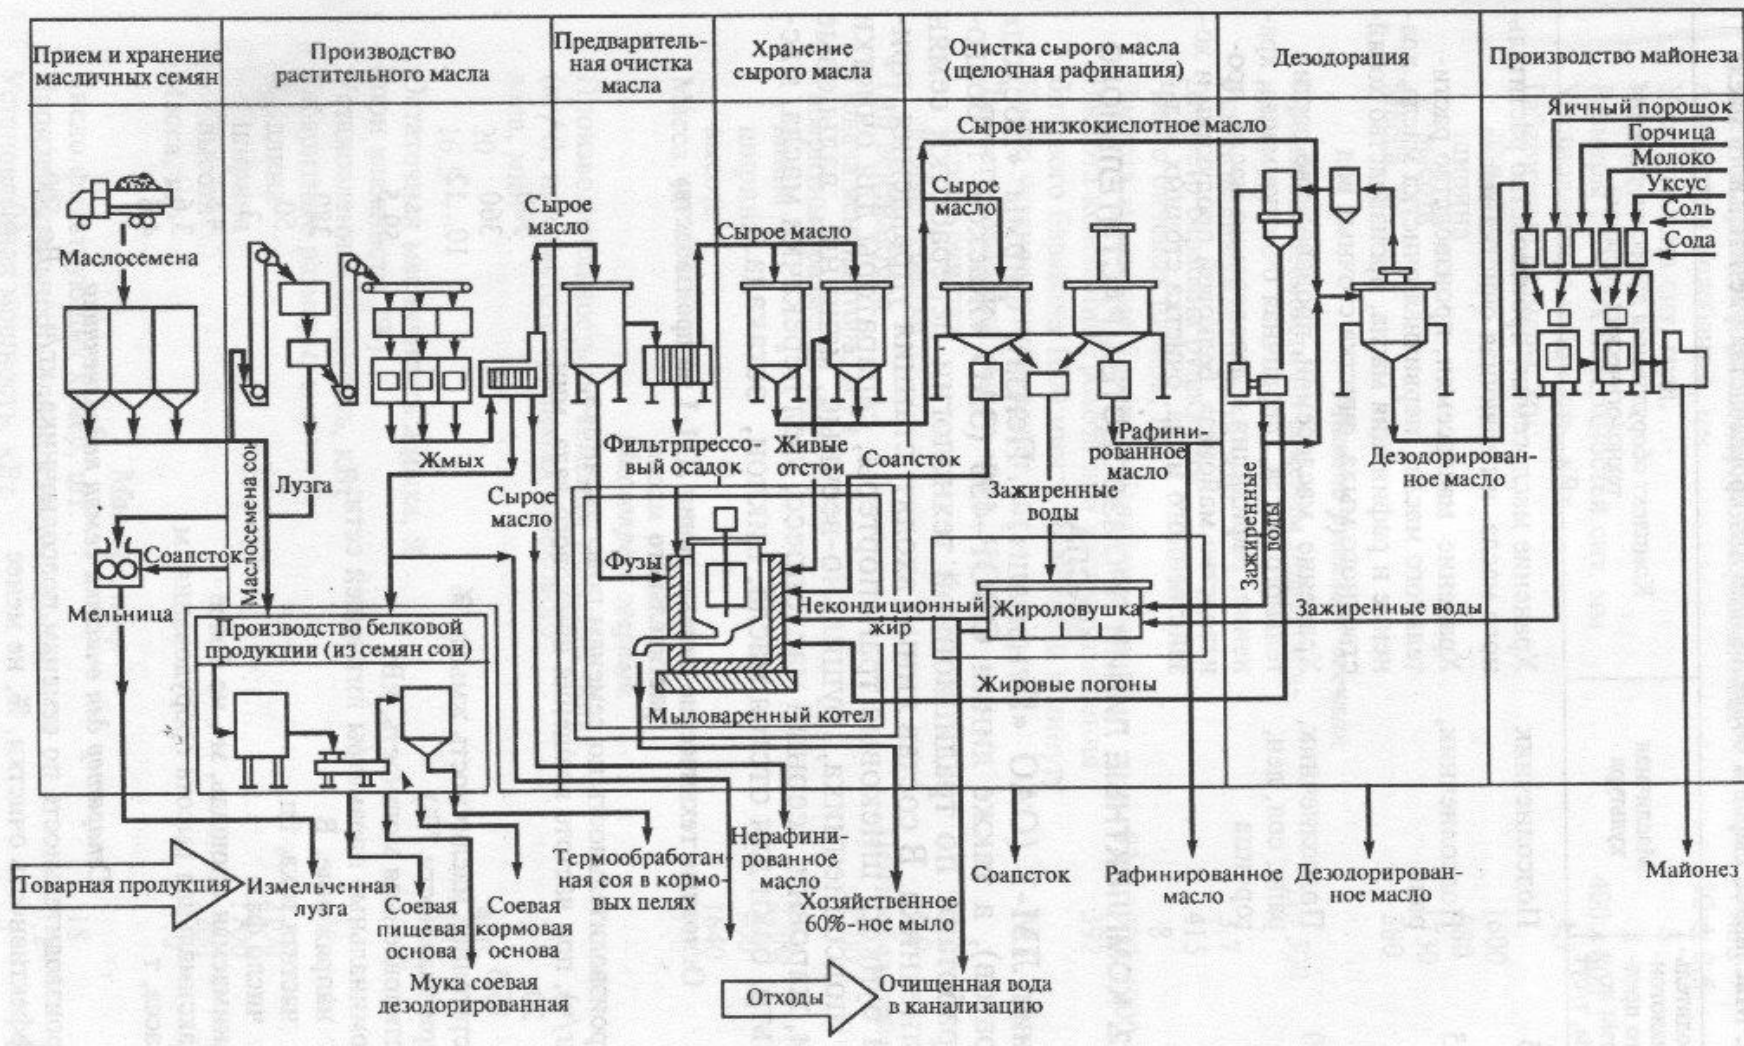 Прием и хранение
масличных семян
Производство
растительного масла
Предваритель-
ная очистка
масла
Хранение
сырого масла
Очистка сырого масла
(щелочная рафинация)
Дезодорация
Производство майонеза
Яичный порошок
Горчица
Молоко
Уксус
Соль
Сода
Сырое низкокислотное масло
Сырое
масло
Сырое
масло
Сырое масло
Маслосемена
Фильтрпрессо-
вый осадок
Живые
отстои
Соапсток
Рафини-
рованное
масло
Дезодорирован-
ное масло
Жмых
Лузга
Сырое
масло
Зажиренные
воды
Зажиренные
воды
Маслосемена сои
Соапсток
Мельница
Фузы
Некондиционный
жир
Жироловушка
Зажиренные воды
Производство белковой
продукции (из семян сои)
Жировые погоны
Мыловаренный котел
Товарная продукция
Измельченная
лузга
Соевая
пищевая
основа
Соевая
кормовая
основа
Мука соевая
дезодорированная
Термообработан-
ная соя в кормо-
вых целях
Нерафини-
рованное
масло
Хозяйственное
60%-ное мыло
Соапсток
Рафинированное
масло
Дезодорирован-
ное масло
Майонез
Отходы
Очищенная вода
в канализацию